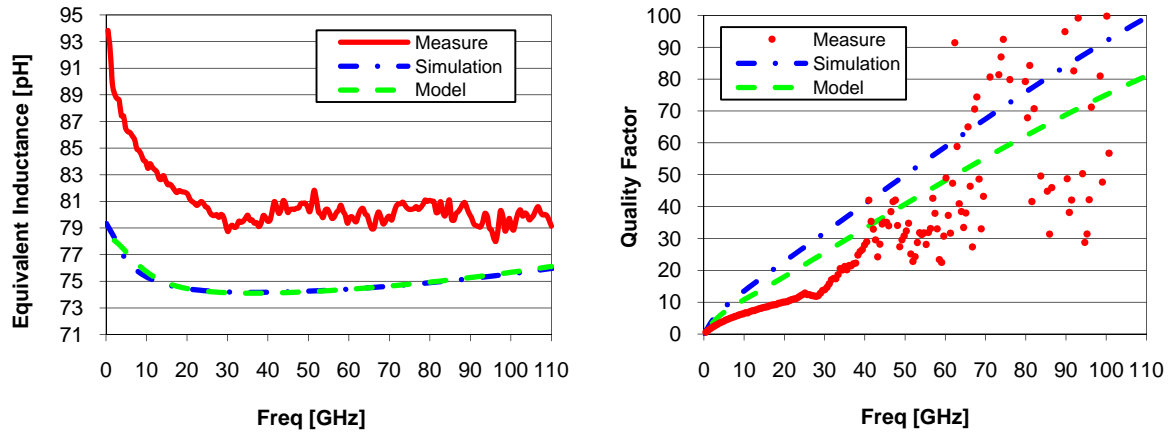 Equivalent Inductance [pH]
95
93
91
89
87
85
83
81
79
77
75
73
71
Measure
Simulation
Model
0 10 20 30 40 50 60 70 80 90 100 110
Freq [GHz]
Quality Factor
100
90
80
70
60
50
40
30
20
10
0
Measure
Simulation
Model
0 10 20 30 40 50 60 70 80 90 100 110
Freq [GHz]